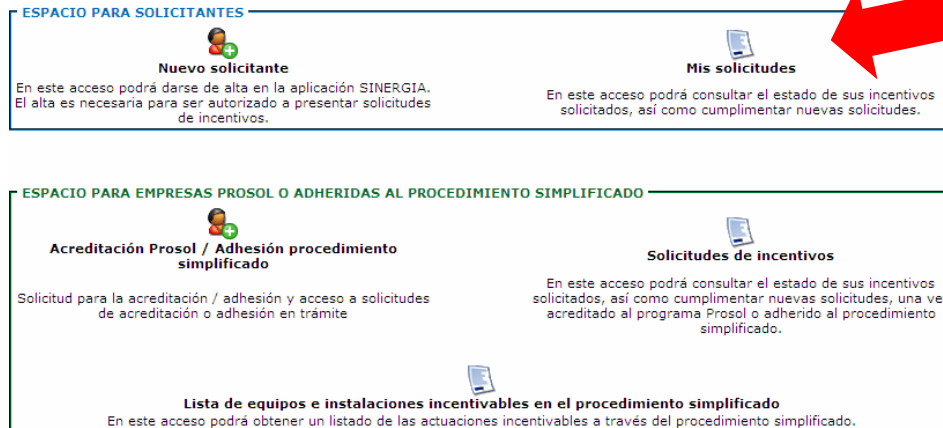 ESPACIO PARA SOLICITANTES
Nuevo solicitante
En este acceso podrá darse de alta en la aplicación SINERGIA.
El alta es necesaria para ser autorizado a presentar solicitudes
de incentivos.
Mis solicitudes
En este acceso podrá consultar el estado de sus incentivos
solicitados, así como cumplimentar nuevas solicitudes.
ESPACIO PARA EMPRESAS PROSOL O ADHERIDAS AL PROCEDIMIENTO SIMPLIFICADO
Acreditación Prosol / Adhesión procedimiento
simplificado
Solicitud para la acreditación / adhesión y acceso a solicitudes
de acreditación o adhesión en trámite
Solicitudes de incentivos
En este acceso podrá consultar el estado de sus incentivos
solicitados, así como cumplimentar nuevas solicitudes, una ve
acreditado al programa Prosol o adherido al procedimiento
simplificado.
Lista de equipos e instalaciones incentivables en el procedimiento simplificado
En este acceso podrá obtener un listado de las actuaciones incentivables a través del procedimiento simplificado.